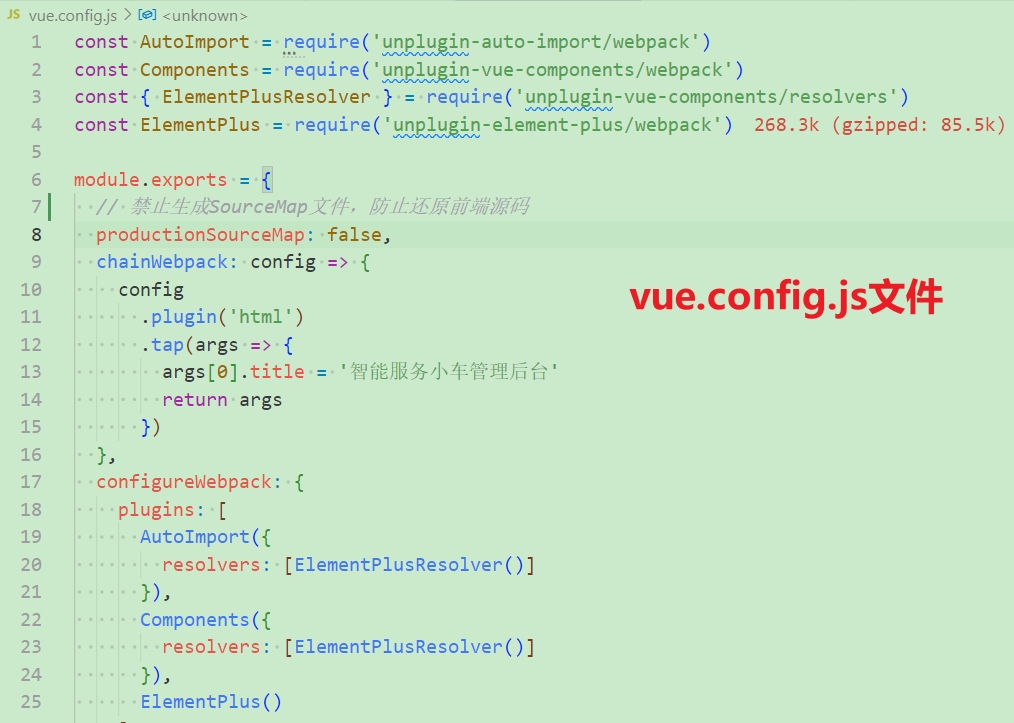 JS vue.config.js > <unknown>
1 const AutoImport = require('unplugin-auto-import/webpack')
2 const Components = require('unplugin-vue-components/webpack')
3 const { ElementPlusResolver } = require('unplugin-vue-components/resolvers')
4 const ElementPlus = require('unplugin-element-plus/webpack') 268.3k (gzipped: 85.5k)
5
6 module.exports = {
7 // 禁止生成SourceMap文件，防止还原前端源码
8 productionSourceMap: false,
9 chainWebpack: config => {
10 config
11 .plugin('html')
12 .tap(args => {
13 args[0].title = '智能服务小车管理后台'
14 return args
15 })
16 },
17 configureWebpack: {
18 plugins: [
19 AutoImport({
20 resolvers: [ElementPlusResolver()]
21 }),
22 Components({
23 resolvers: [ElementPlusResolver()]
24 }),
25 ElementPlus()
vue.config.js文件